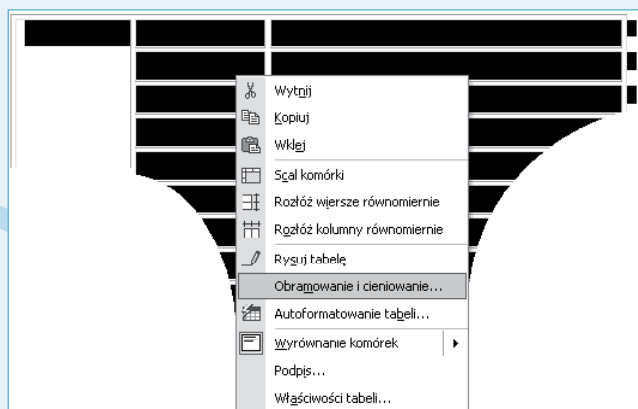 Wytnij
Kopiuj
Wklej
Scal komórki
Rozłóż wiersze równomiernie
Rozłóż kolumny równomiernie
Rysuj tabelę
Obramowanie i cieniowanie...
Autoformatowanie tabeli...
Wyrównanie komórek
Podpis...
Właściwości tabeli...